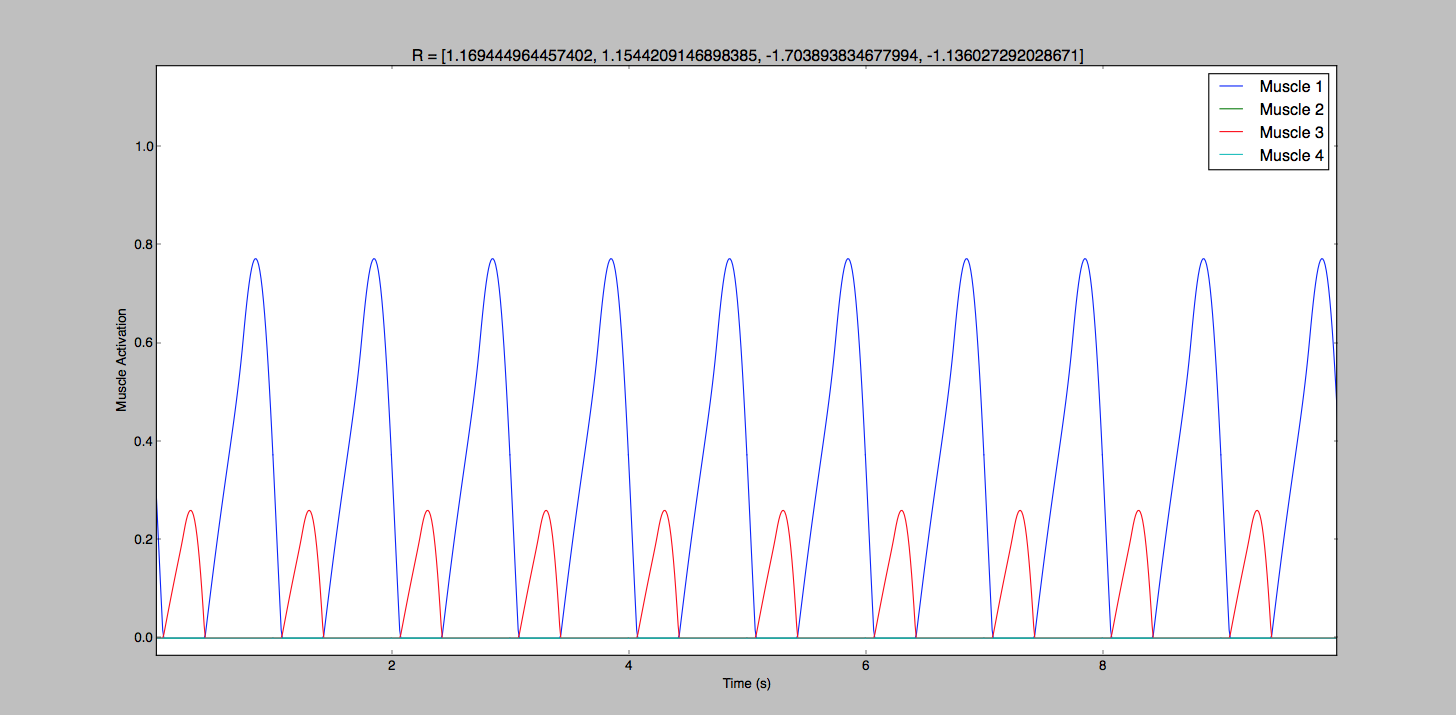 R = [1.169444964457402, 1.1544209146898385, -1.703893834677994, -1.136027292028671]
Muscle 1
Muscle 2
Muscle 3
Muscle 4
1.0
0.8
0.6
0.4
0.2
0.0
Muscle Activation
2 4 6 8
Time (s)